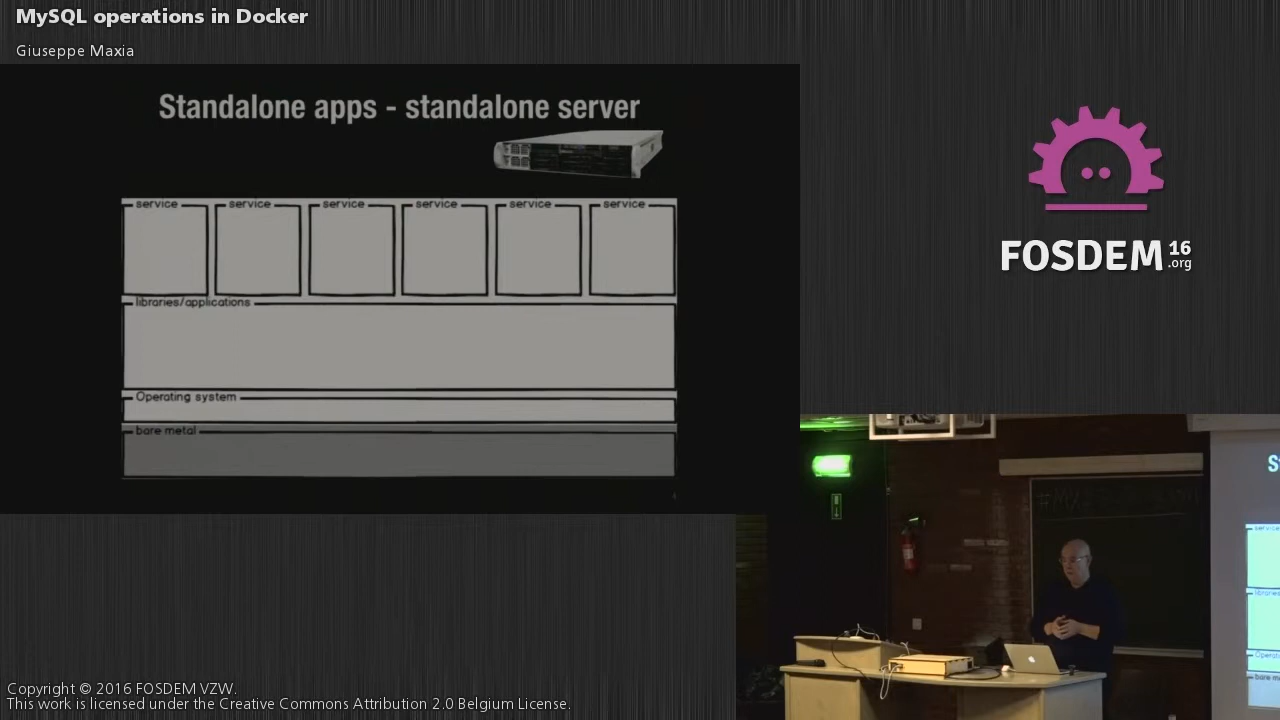 MySQL operations in Docker
Giuseppe Maxia
Standalone apps - standalone server
service service service service service service
libraries/applications
Operating system
bare metal
4
FOSDEM 16
.org
Copyright © 2016 FOSDEM VZW.
This work is licensed under the Creative Commons Attribution 2.0 Belgium License.